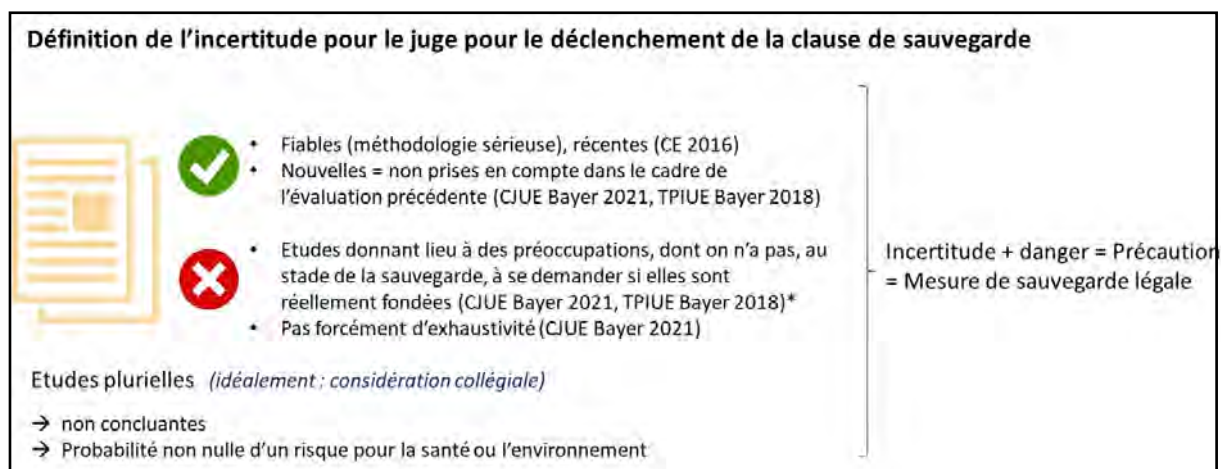 Définition de l’incertitude pour le juge pour le déclenchement de la clause de sauvegarde
• Fiables (méthodologie sérieuse), récentes (CE 2016)
• Nouvelles = non prises en compte dans le cadre de
l’évaluation précédente (CJUE Bayer 2021, TPIUE Bayer 2018)
• Etudes donnant lieu à des préoccupations, dont on n’a pas, au
stade de la sauvegarde, à se demander si elles sont
réellement fondées (CJUE Bayer 2021, TPIUE Bayer 2018)*
• Pas forcément d’exhaustivité (CJUE Bayer 2021)
Etudes plurielles (idéalement : considération collégiale)
→ non concluantes
→ Probabilité non nulle d’un risque pour la santé ou l’environnement
Incertitude + danger = Précaution
= Mesure de sauvegarde légale